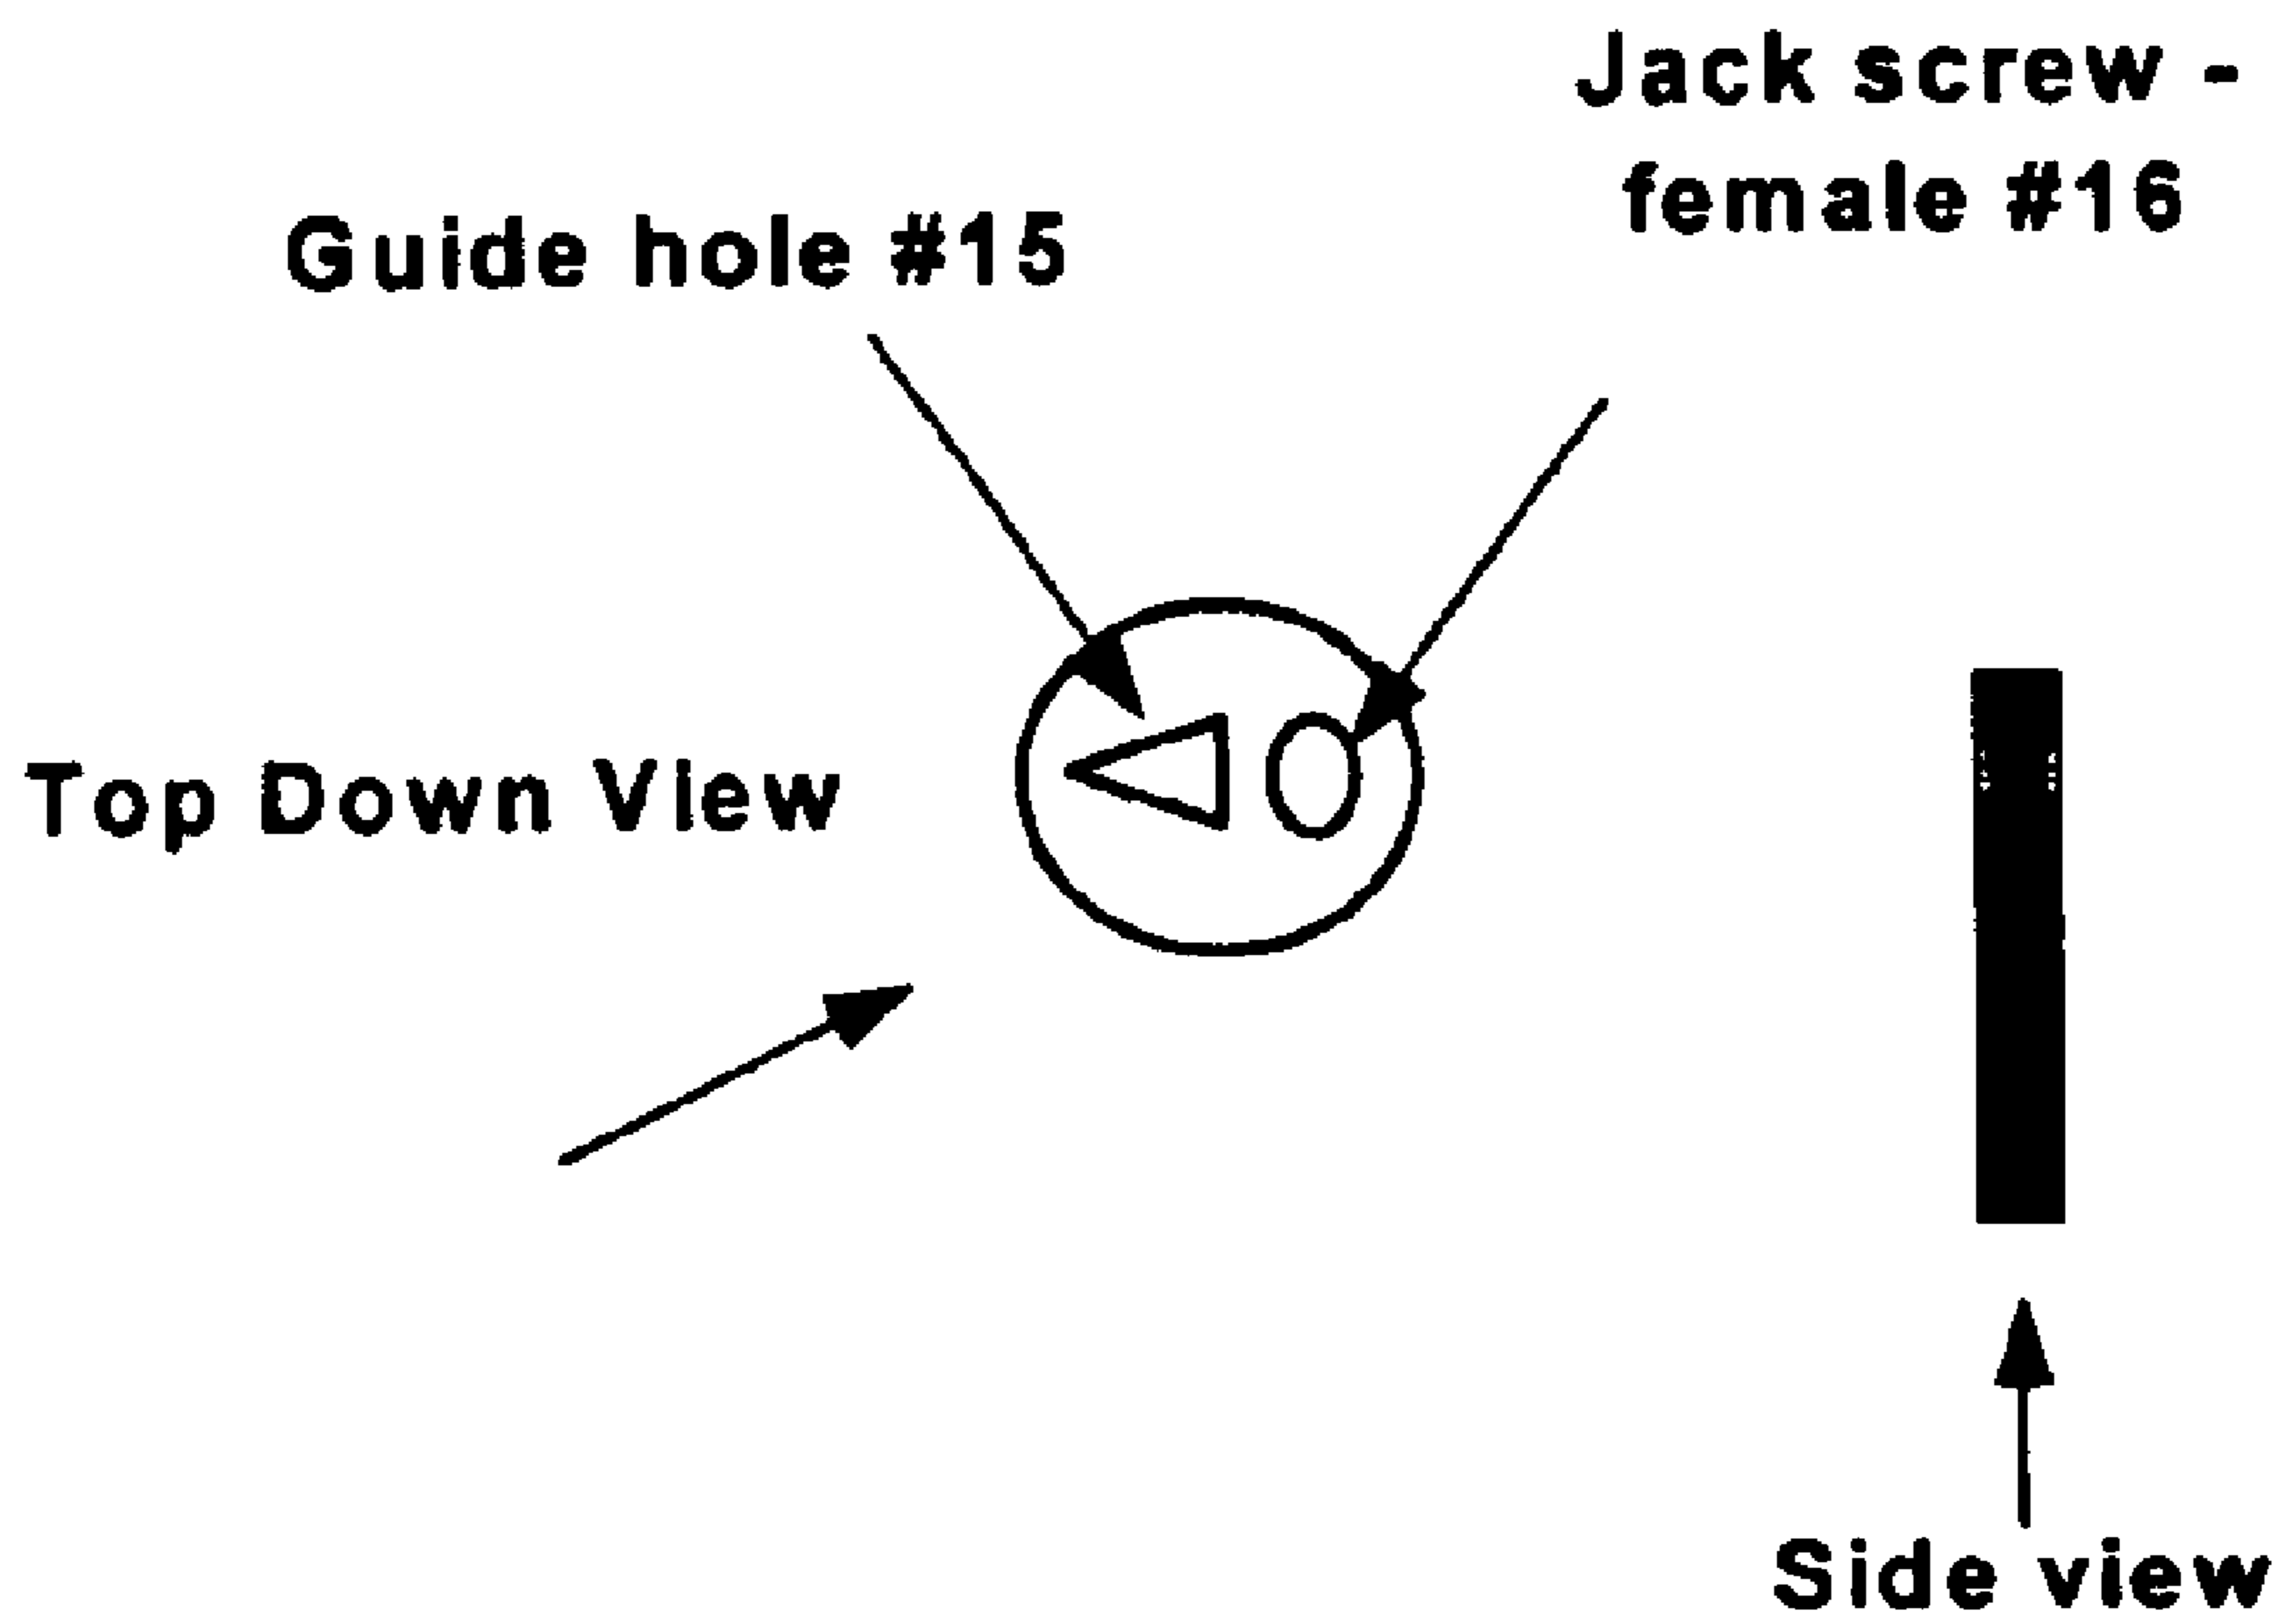 Jack screw -
female #16
Guide hole #15
Top Down View
Side view